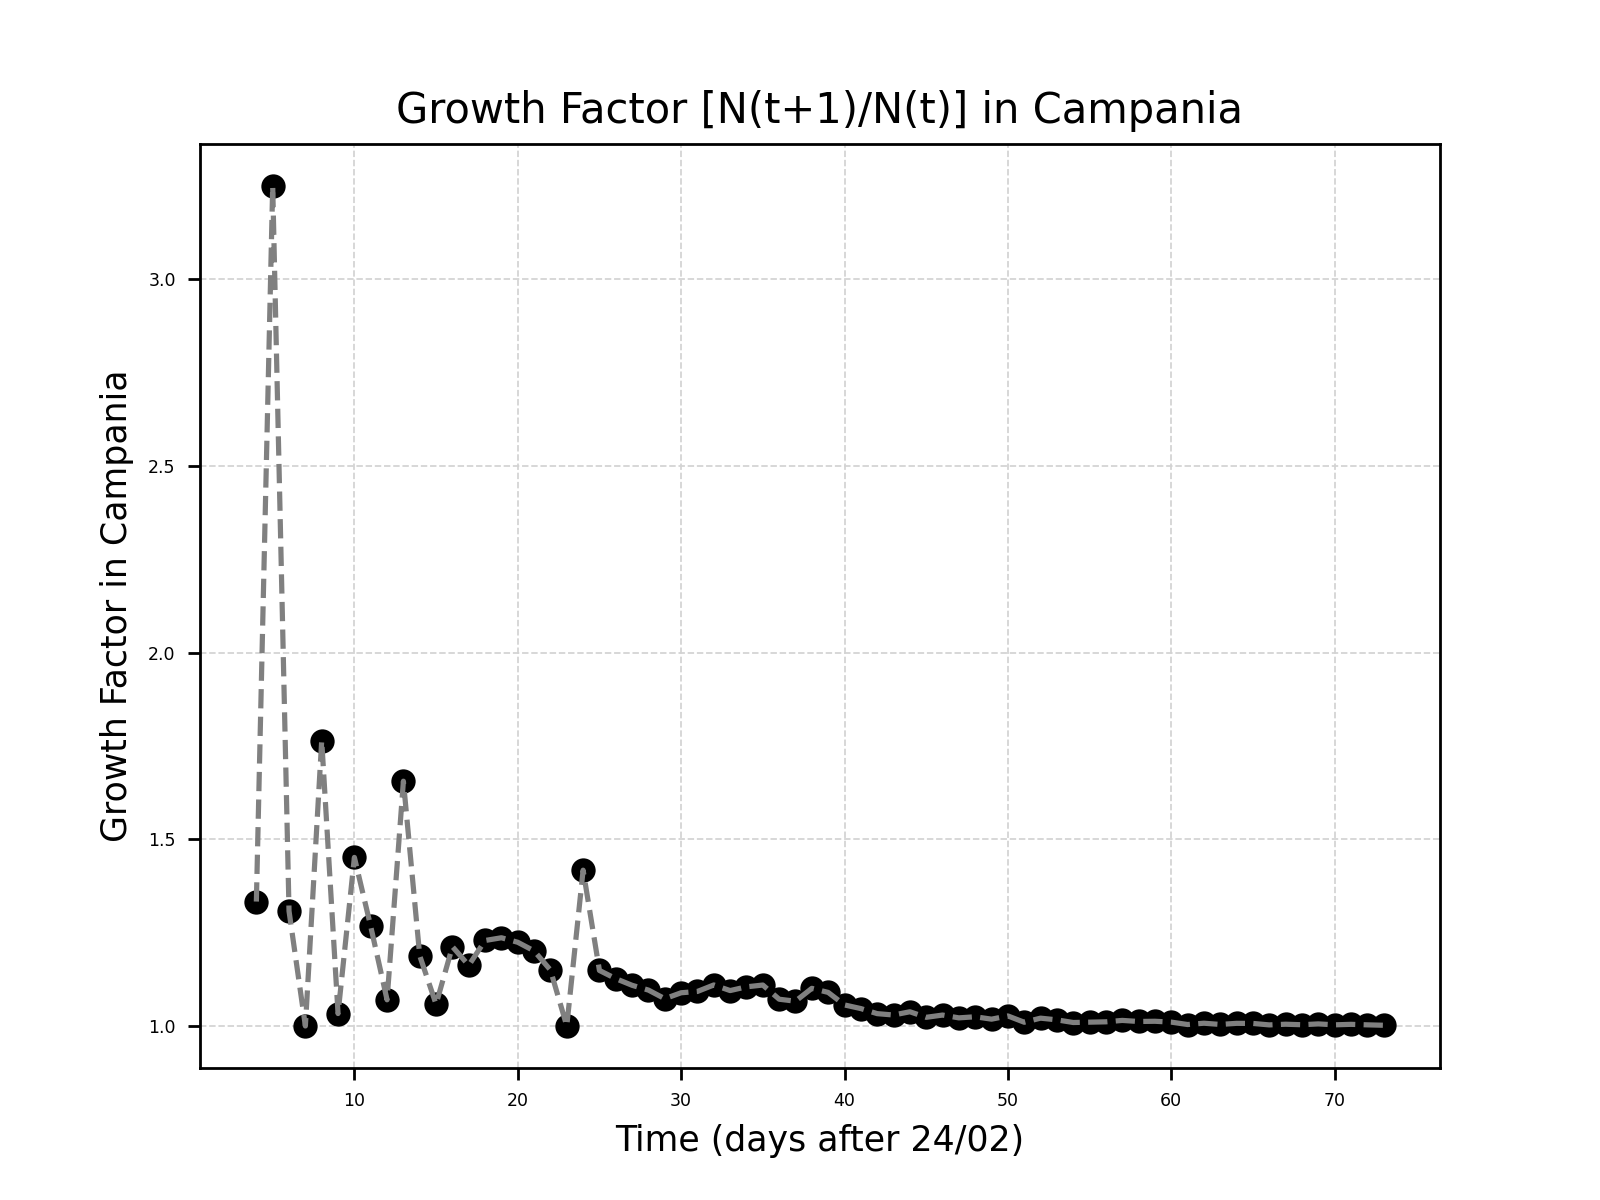 Growth Factor [N(t+1)/N(t)] in Campania
Growth Factor in Campania
3.0
2.5
2.0
1.5
1.0
10 20 30 40 50 60 70
Time (days after 24/02)